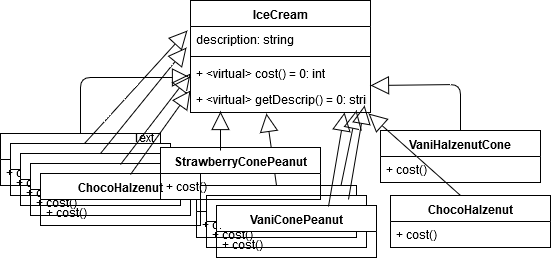 IceCream
description: string
+ <virtual> cost() = 0: int
+ <virtual> getDescrip() = 0: stri
Text
StrawberryConePeanut
+ cost()
VaniHalzenutCone
+ cost()
ChocoHalzenut
+ cost()
+ cost()
VaniConePeanut
+ cost()
ChocoHalzenut
+ cost()